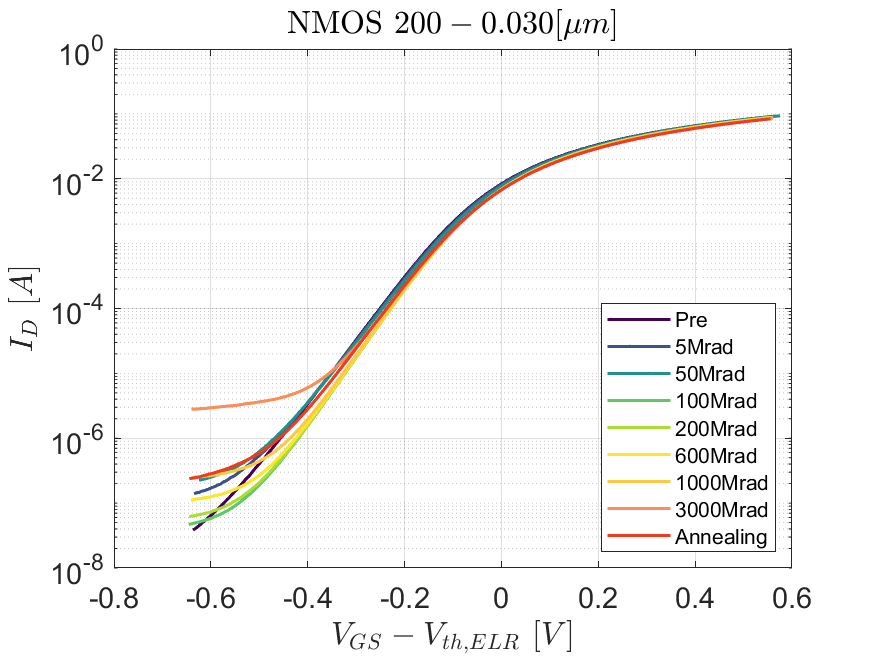 NMOS 200 − 0.030[μm]
10^0
10^-2
10^-4
10^-6
10^-8
I_D [A]
-0.8 -0.6 -0.4 -0.2 0 0.2 0.4 0.6
V_GS − V_th,ELR [V]
Pre
5Mrad
50Mrad
100Mrad
200Mrad
600Mrad
1000Mrad
3000Mrad
Annealing